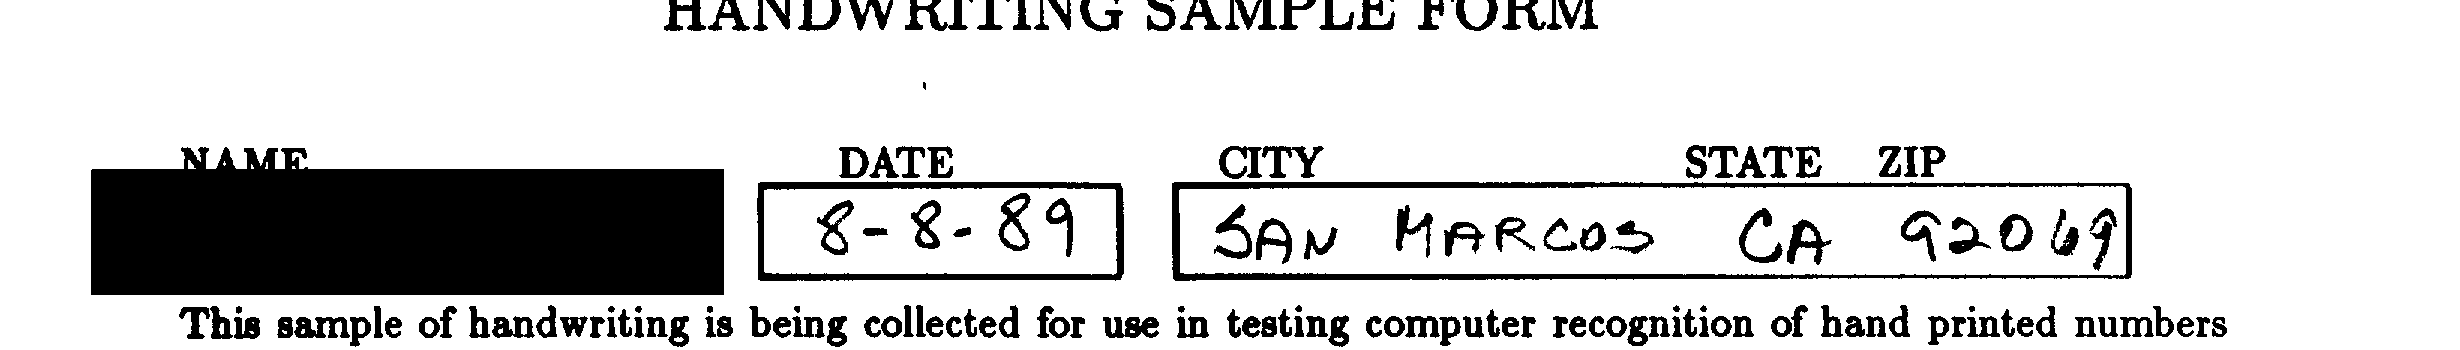 HANDWRITING SAMPLE FORM
NAME DATE CITY STATE ZIP
8-8-89 SAN MARCOS CA 92069
This sample of handwriting is being collected for use in testing computer recognition of hand printed numbers